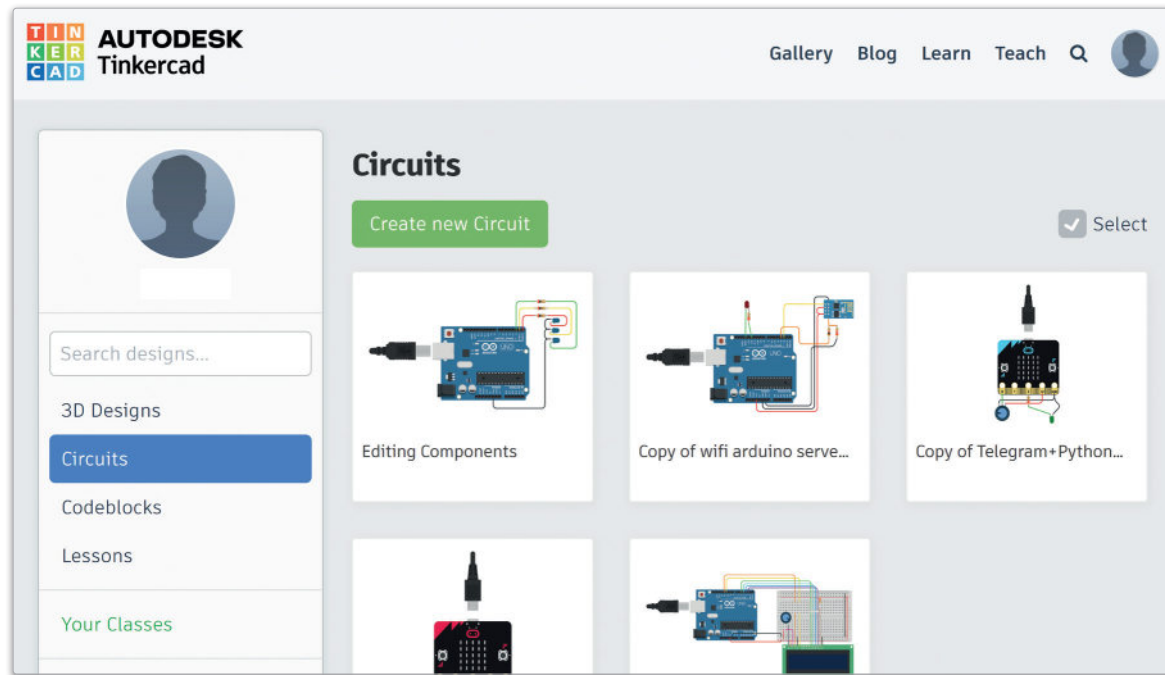 TIN
KER
CAD
AUTODESK
Tinkercad
Gallery Blog Learn Teach
Circuits
Create new Circuit
Select
Search designs...
3D Designs
Circuits
Codeblocks
Lessons
Your Classes
Editing Components
Copy of wifi arduino serve...
Copy of Telegram+Python...